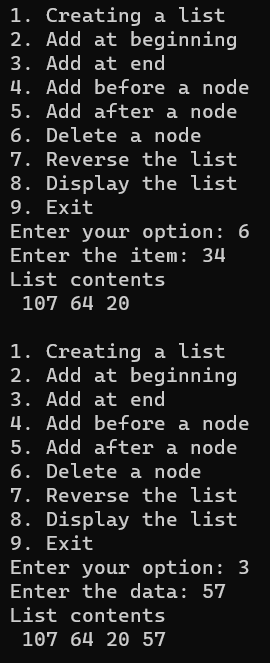 1. Creating a list
2. Add at beginning
3. Add at end
4. Add before a node
5. Add after a node
6. Delete a node
7. Reverse the list
8. Display the list
9. Exit
Enter your option: 6
Enter the item: 34
List contents
 107 64 20

1. Creating a list
2. Add at beginning
3. Add at end
4. Add before a node
5. Add after a node
6. Delete a node
7. Reverse the list
8. Display the list
9. Exit
Enter your option: 3
Enter the data: 57
List contents
 107 64 20 57